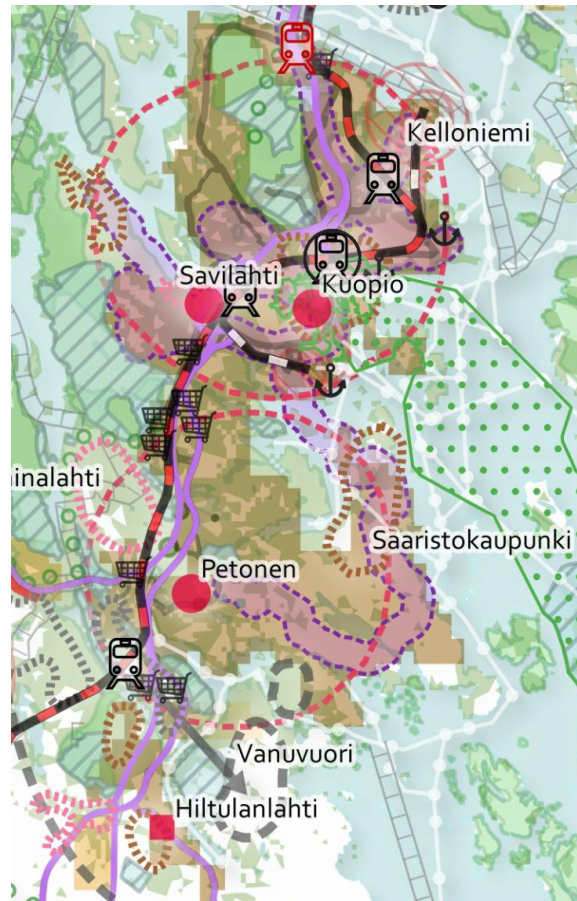 Kelloniemi
Savilahti
Kuopio
inalahti
Saaristokaupunki
Petonen
Vanuvuori
Hiltulanlahti